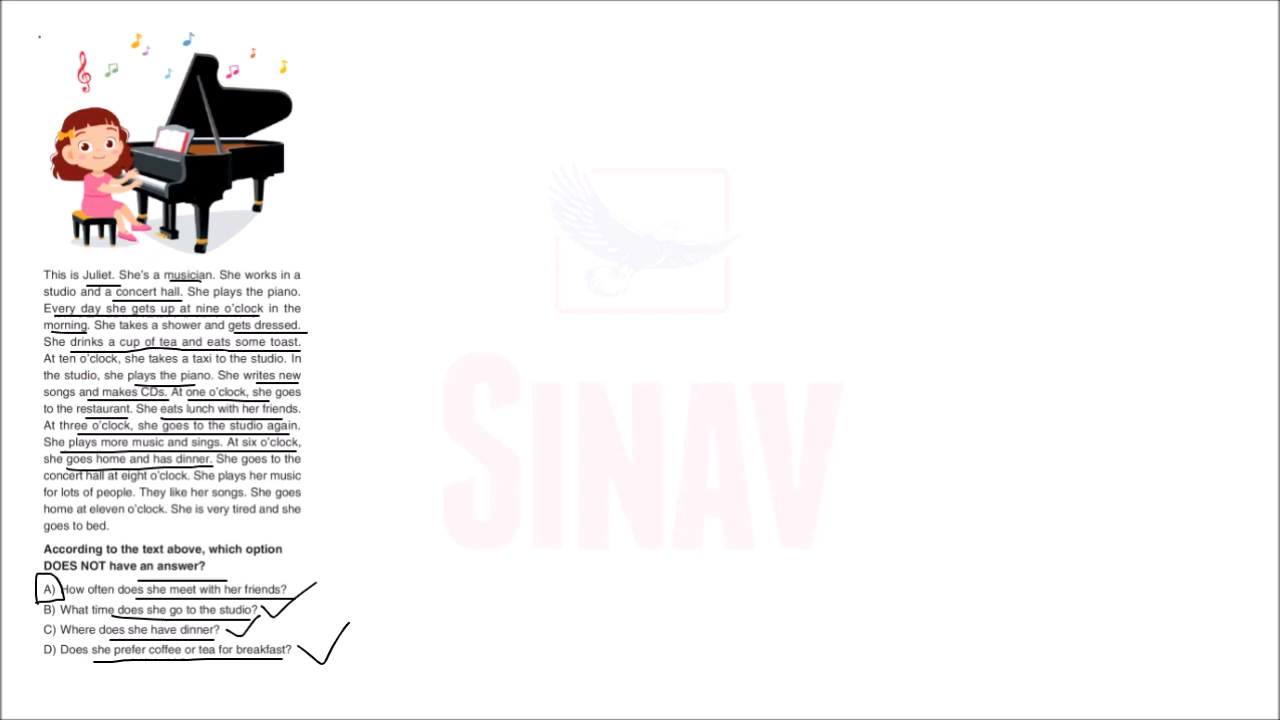 This is Juliet. She's a musician. She works in a
studio and a concert hall. She plays the piano.
Every day she gets up at nine o'clock in the
morning. She takes a shower and gets dressed.
She drinks a cup of tea and eats some toast.
At ten o'clock, she takes a taxi to the studio. In
the studio, she plays the piano. She writes new
songs and makes CDs. At one o'clock, she goes
to the restaurant. She eats lunch with her friends.
At three o'clock, she goes to the studio again.
She plays more music and sings. At six o'clock,
she goes home and has dinner. She goes to the
concert hall at eight o'clock. She plays her music
for lots of people. They like her songs. She goes
home at eleven o'clock. She is very tired and she
goes to bed.
According to the text above, which option
DOES NOT have an answer?
A) How often does she meet with her friends?
B) What time does she go to the studio?
C) Where does she have dinner?
D) Does she prefer coffee or tea for breakfast?
SINAV